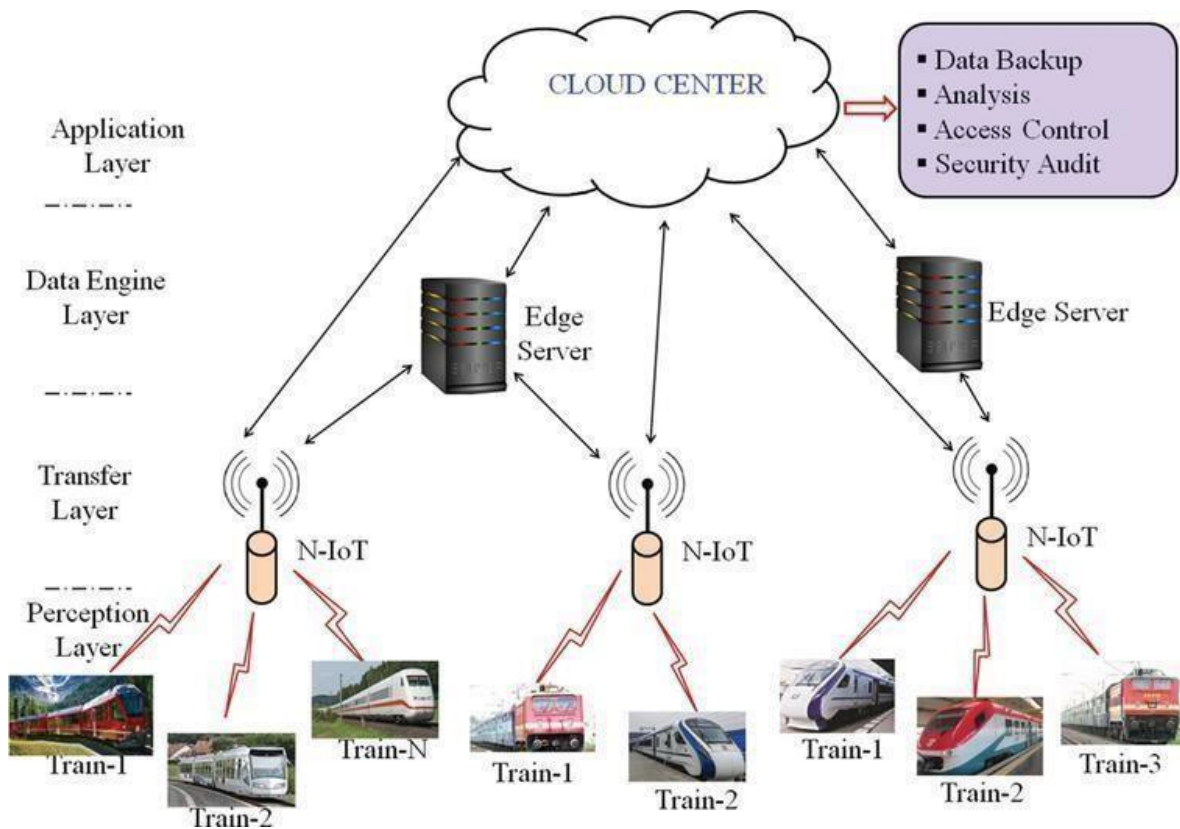 CLOUD CENTER
▪ Data Backup
▪ Analysis
▪ Access Control
▪ Security Audit
Application
Layer
Data Engine
Layer
Edge
Server
Edge Server
Transfer
Layer
N-IoT
N-IoT
N-IoT
Perception
Layer
Train-1
Train-2
Train-N
Train-1
Train-2
Train-1
Train-2
Train-3